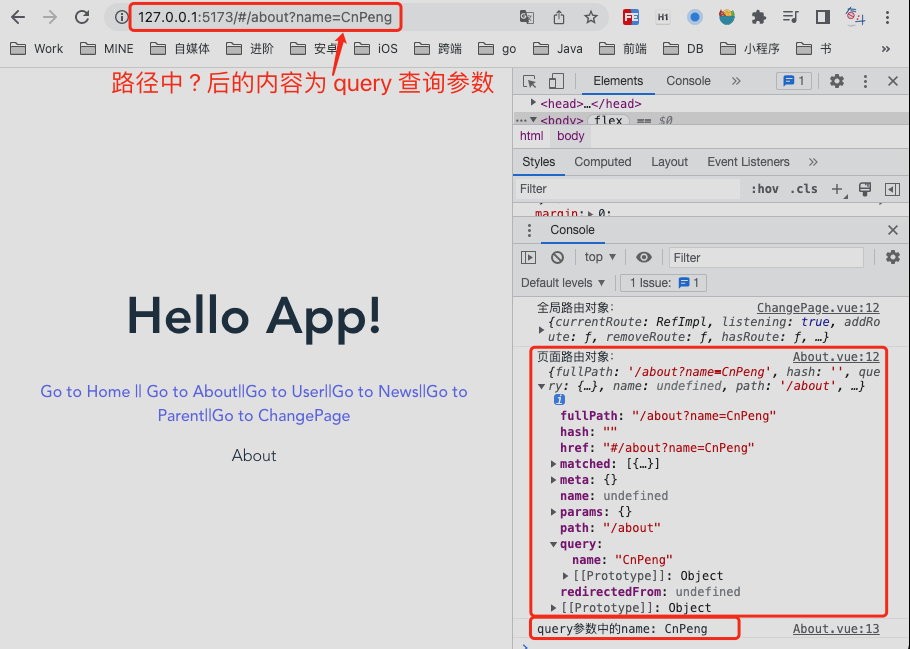 127.0.0.1:5173/#/about?name=CnPeng
FE
H1
Work
MINE
自媒体
进阶
安卓
iOS
跨端
go
Java
前端
DB
小程序
书
»
路径中？后的内容为 query 查询参数
Elements
Console
»
1
<head>…</head>
<body> flex == $0
html
body
Styles
Computed
Layout
Event Listeners
»
Filter
:hov
.cls
margin: 0;
Console
top
Filter
Default levels
1 Issue:
1
全局路由对象:
ChangePage.vue:12
{currentRoute: RefImpl, listening: true, addRo
ute: ƒ, removeRoute: ƒ, hasRoute: ƒ, …}
页面路由对象:
About.vue:12
{fullPath: '/about?name=CnPeng', hash: '', que
ry: {…}, name: undefined, path: '/about', …}
i
fullPath: "/about?name=CnPeng"
hash: ""
href: "#/about?name=CnPeng"
matched: [{…}]
meta: {}
name: undefined
params: {}
path: "/about"
query:
name: "CnPeng"
[[Prototype]]: Object
redirectedFrom: undefined
[[Prototype]]: Object
query参数中的name: CnPeng
About.vue:13
Hello App!
Go to Home || Go to About||Go to User||Go to News||Go to
Parent||Go to ChangePage
About